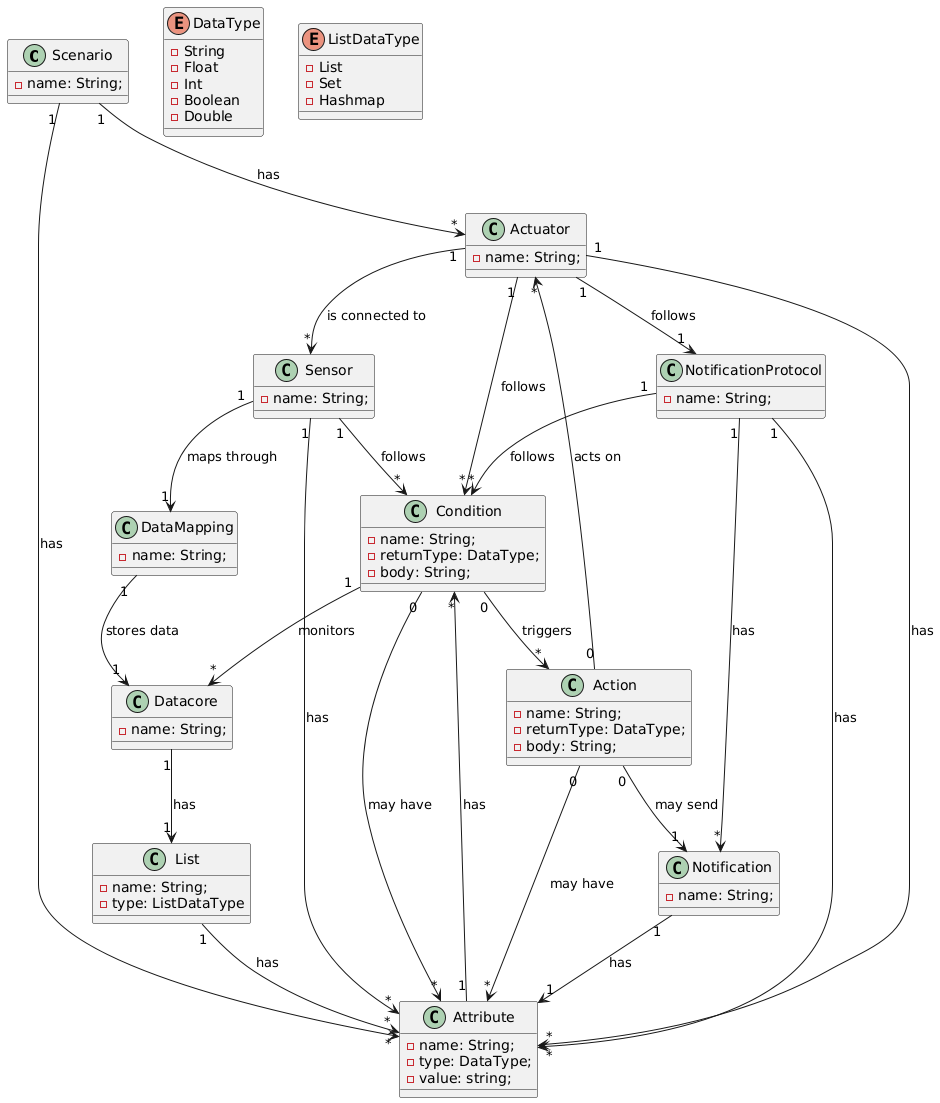 E DataType
String
Float
Int
Boolean
Double
E ListDataType
List
Set
Hashmap
C Scenario
name: String;
1
1
has
*
C Actuator
name: String;
1
1
1
1
*
is connected to
follows
*
1
C Sensor
name: String;
C NotificationProtocol
name: String;
follows
1
1
1
1
1
1
maps through
follows
follows
acts on
1
*
*
*
C Condition
name: String;
returnType: DataType;
body: String;
C DataMapping
name: String;
has
1
1
0
0
*
stores data
monitors
triggers
has
0
1
*
*
C Action
name: String;
returnType: DataType;
body: String;
C Datacore
name: String;
has
has
1
0
0
has
may have
has
may send
1
1
*
C List
name: String;
type: ListDataType
C Notification
name: String;
may have
1
1
has
has
*
*
*
*
*
1
1
*
*
C Attribute
name: String;
type: DataType;
value: string;